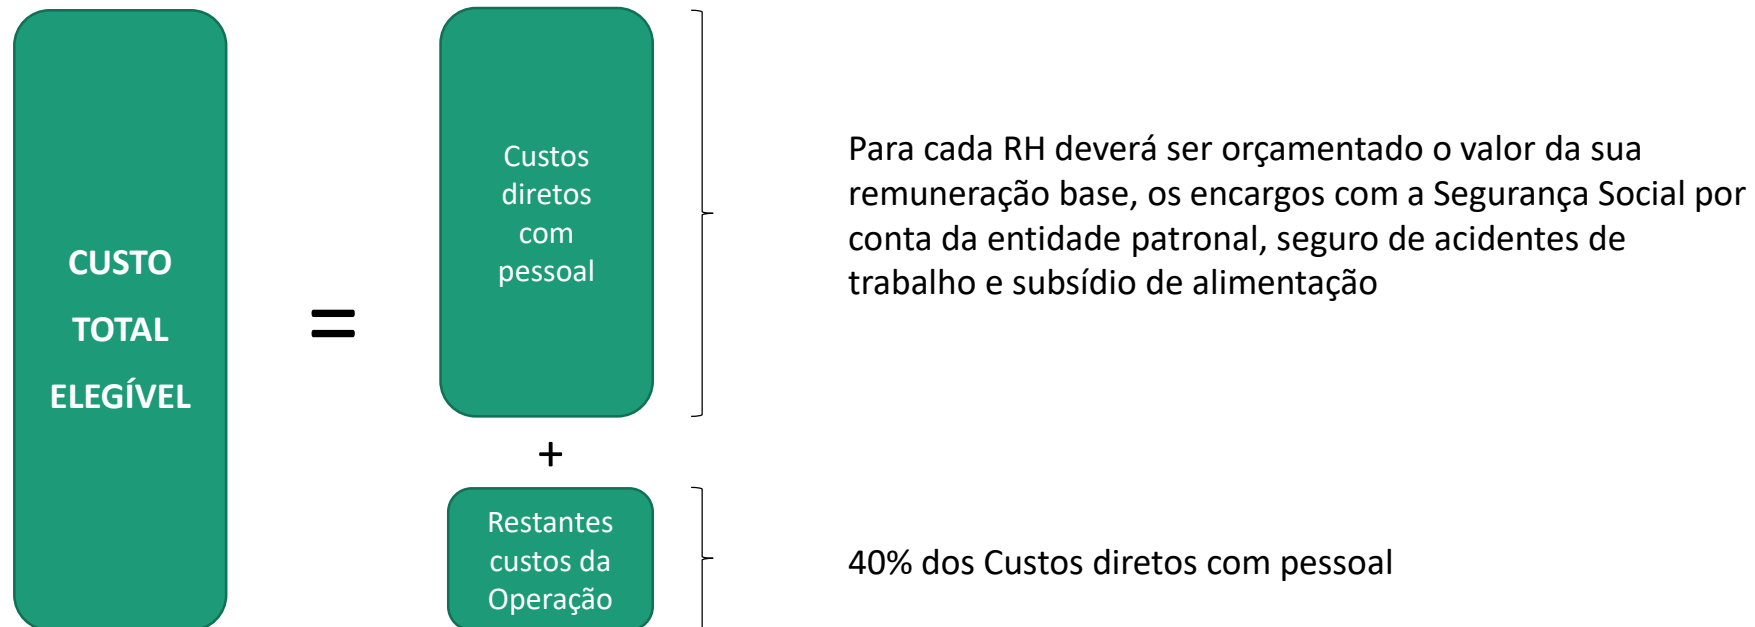 CUSTO
TOTAL
ELEGÍVEL
=
Custos
diretos
com
pessoal
Para cada RH deverá ser orçamentado o valor da sua
remuneração base, os encargos com a Segurança Social por
conta da entidade patronal, seguro de acidentes de
trabalho e subsídio de alimentação
+
Restantes
custos da
Operação
40% dos Custos diretos com pessoal